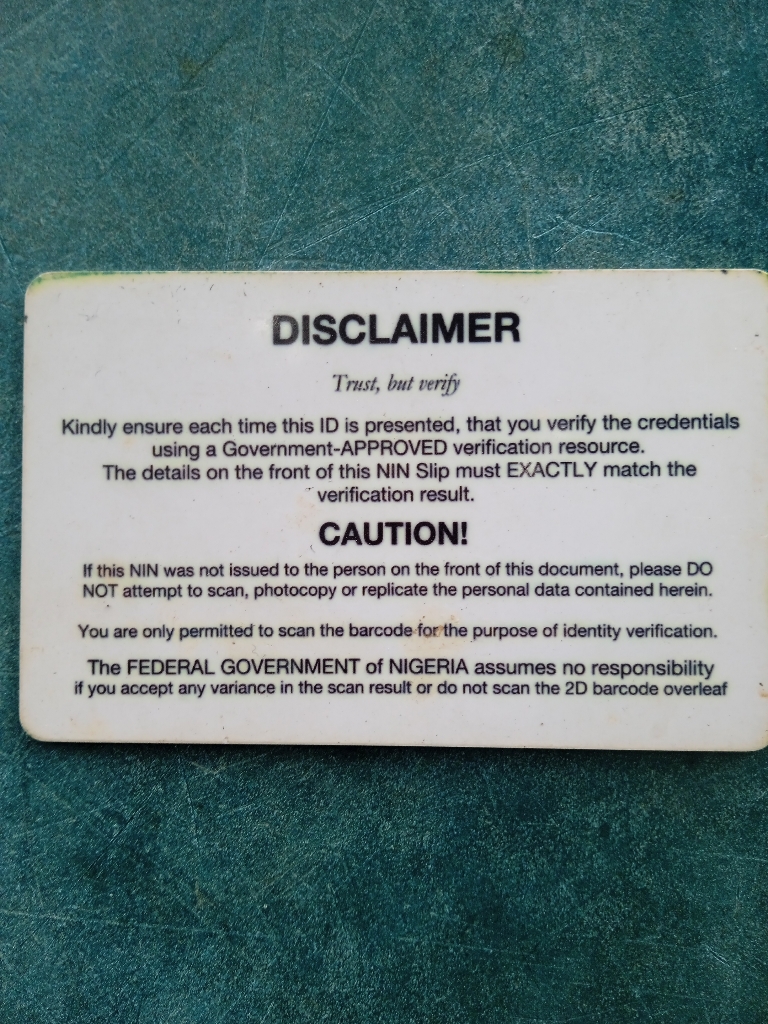 DISCLAIMER
Trust, but verify
Kindly ensure each time this ID is presented, that you verify the credentials
using a Government-APPROVED verification resource.
The details on the front of this NIN Slip must EXACTLY match the
verification result.
CAUTION!
If this NIN was not issued to the person on the front of this document, please DO
NOT attempt to scan, photocopy or replicate the personal data contained herein.
You are only permitted to scan the barcode for the purpose of identity verification.
The FEDERAL GOVERNMENT of NIGERIA assumes no responsibility
if you accept any variance in the scan result or do not scan the 2D barcode overleaf